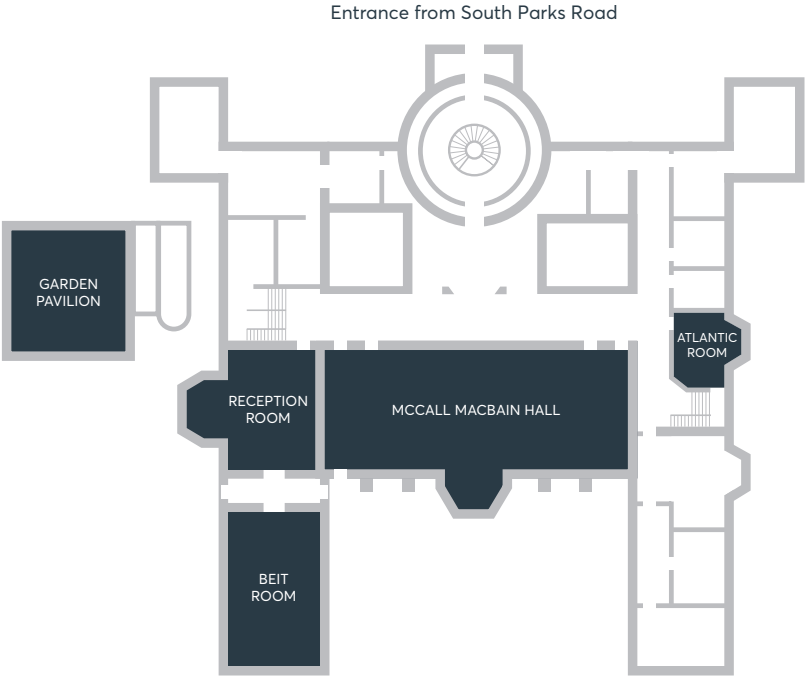 Entrance from South Parks Road
GARDEN
PAVILION
ATLANTIC
ROOM
RECEPTION
ROOM
MCCALL MACBAIN HALL
BEIT
ROOM